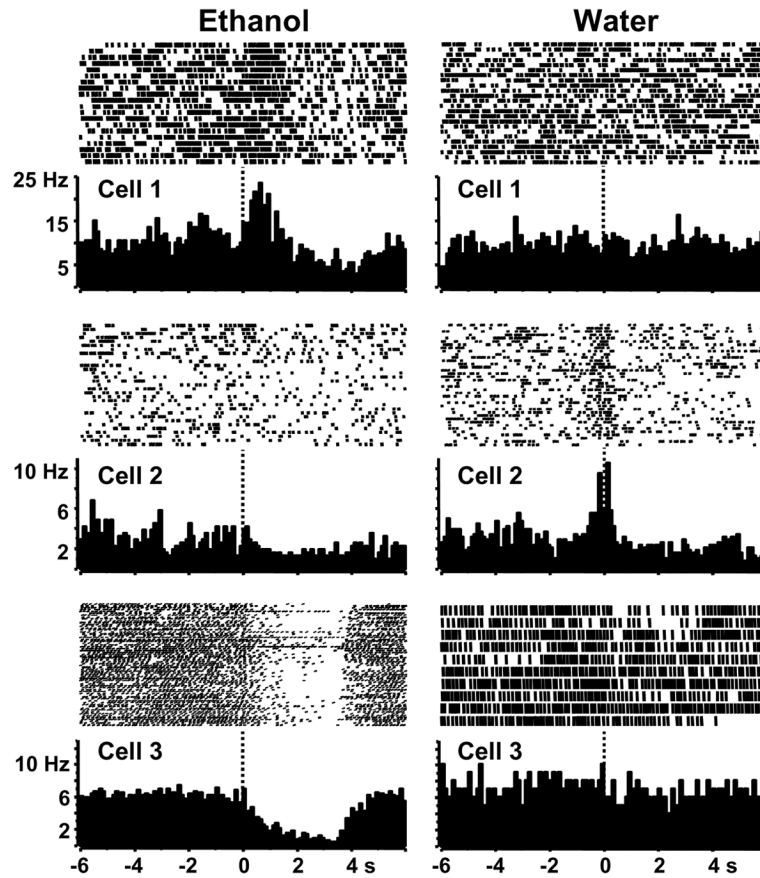 Ethanol Water
25 Hz Cell 1 Cell 1
15
5
10 Hz Cell 2 Cell 2
6
2
10 Hz Cell 3 Cell 3
6
2
-6 -4 -2 0 2 4 s -6 -4 -2 0 2 4 s